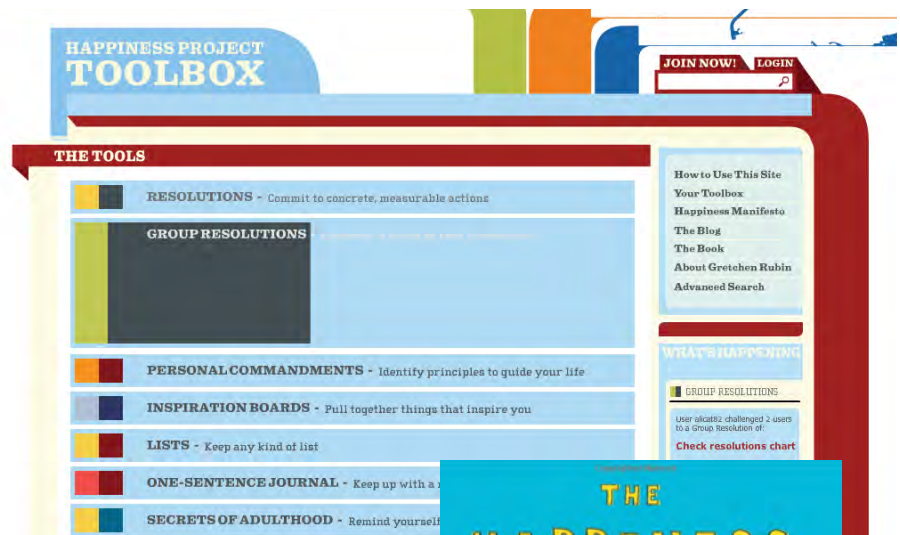 HAPPINESS PROJECT
TOOLBOX
JOIN NOW! LOGIN
THE TOOLS
RESOLUTIONS - Commit to concrete, measurable actions
GROUP RESOLUTIONS -
PERSONAL COMMANDMENTS - Identify principles to guide your life
INSPIRATION BOARDS - Pull together things that inspire you
LISTS - Keep any kind of list
ONE-SENTENCE JOURNAL - Keep up with a
SECRETS OF ADULTHOOD - Remind yourself
How to Use This Site
Your Toolbox
Happiness Manifesto
The Blog
The Book
About Gretchen Rubin
Advanced Search
WHAT'S HAPPENING
GROUP RESOLUTIONS
User alicat82 challenged 2 users
to a Group Resolution of:
Check resolutions chart
THE
HAPPINESS